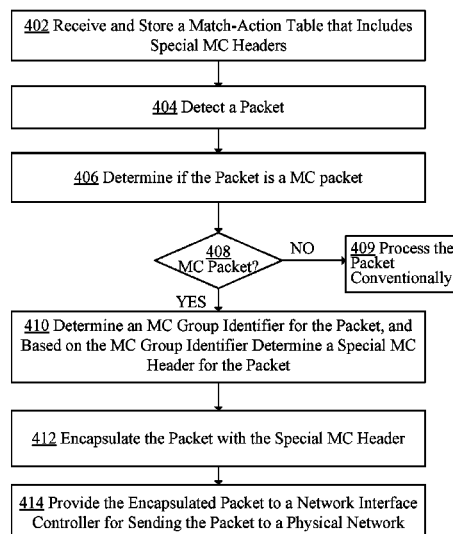 402 Receive and Store a Match-Action Table that Includes
Special MC Headers
404 Detect a Packet
406 Determine if the Packet is a MC packet
408
MC Packet?
NO
409 Process the
Packet
Conventionally
YES
410 Determine an MC Group Identifier for the Packet, and
Based on the MC Group Identifier Determine a Special MC
Header for the Packet
412 Encapsulate the Packet with the Special MC Header
414 Provide the Encapsulated Packet to a Network Interface
Controller for Sending the Packet to a Physical Network